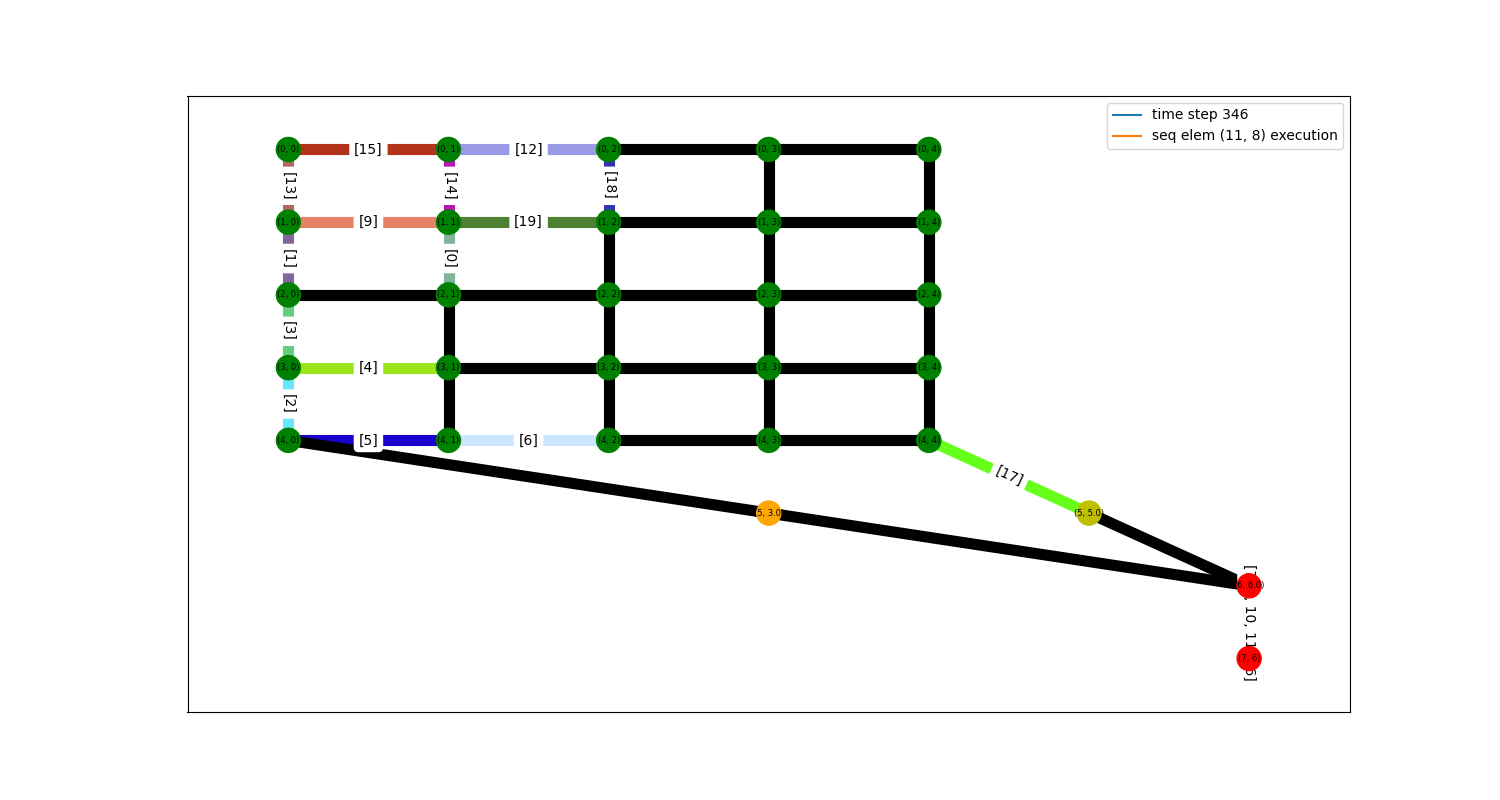 time step 346
seq elem (11, 8) execution
(0, 0) [15] (0, 1) [12] (0, 2) (0, 3) (0, 4)
[13] [14] [18]
(1, 0) [9] (1, 1) [19] (1, 2) (1, 3) (1, 4)
[1] [0]
(2, 0) (2, 1) (2, 2) (2, 3) (2, 4)
[3]
(3, 0) [4] (3, 1) (3, 2) (3, 3) (3, 4)
[2]
(4, 0) [5] (4, 1) [6] (4, 2) (4, 3) (4, 4)
[17]
(5, 3.0) (5, 5.0)
(6, 6.0)
10, 11
(7, 6)